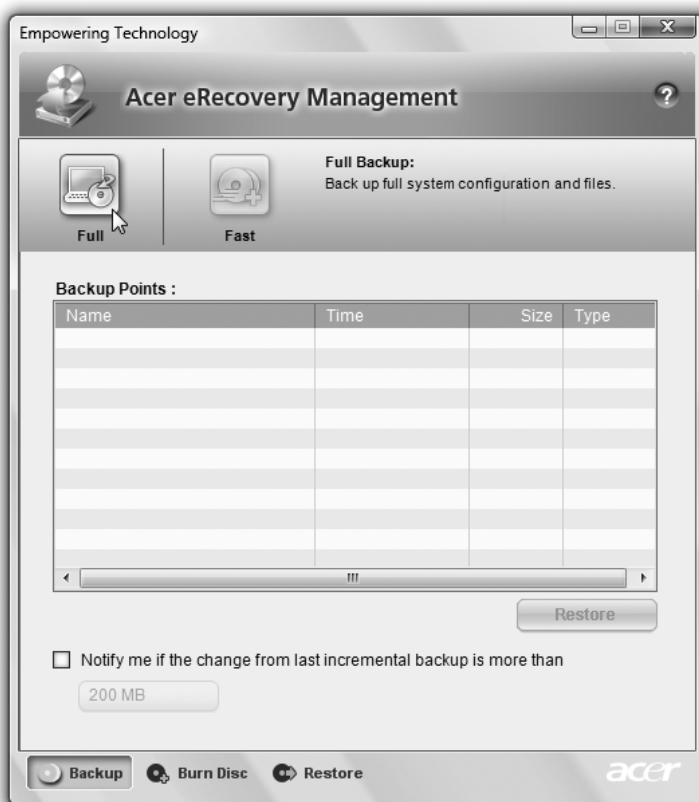 Empowering Technology
Acer eRecovery Management
?
Full Backup:
Back up full system configuration and files.
Full
Fast
Backup Points :
Name Time Size Type
Restore
Notify me if the change from last incremental backup is more than
200 MB
Backup Burn Disc Restore
acer